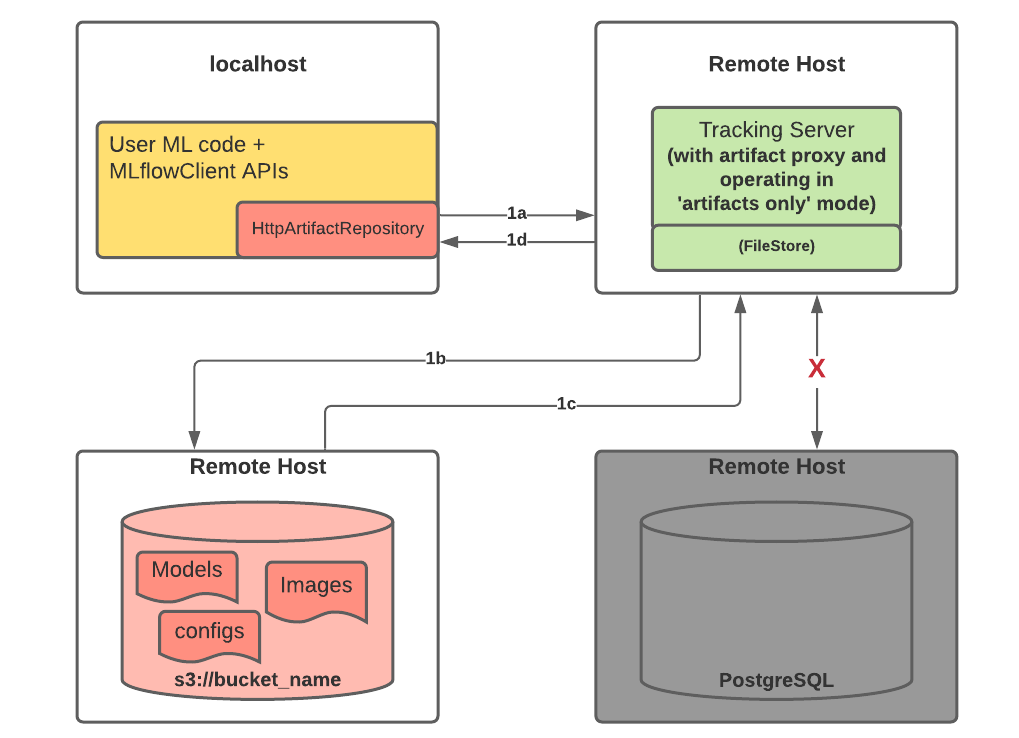 localhost
User ML code +
MLflowClient APIs
HttpArtifactRepository
1a
1d
Remote Host
Tracking Server
(with artifact proxy and
operating in
'artifacts only' mode)
(FileStore)
1b
1c
X
Remote Host
Models
Images
configs
s3://bucket_name
Remote Host
PostgreSQL